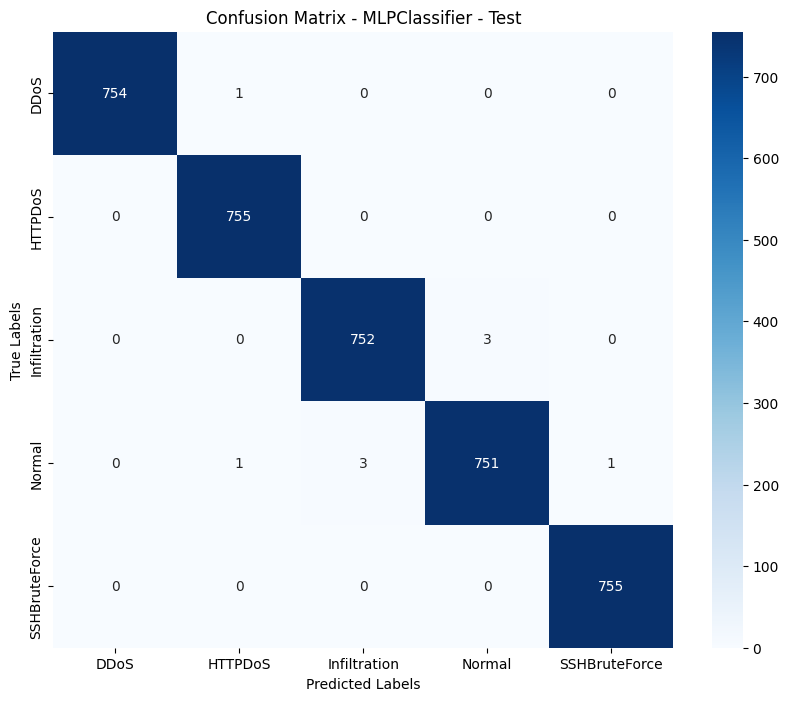 Confusion Matrix - MLPClassifier - Test
True Labels
DDoS 754 1 0 0 0
HTTPDoS 0 755 0 0 0
Infiltration 0 0 752 3 0
Normal 0 1 3 751 1
SSHBruteForce 0 0 0 0 755
DDoS HTTPDoS Infiltration Normal SSHBruteForce
Predicted Labels
700
600
500
400
300
200
100
0